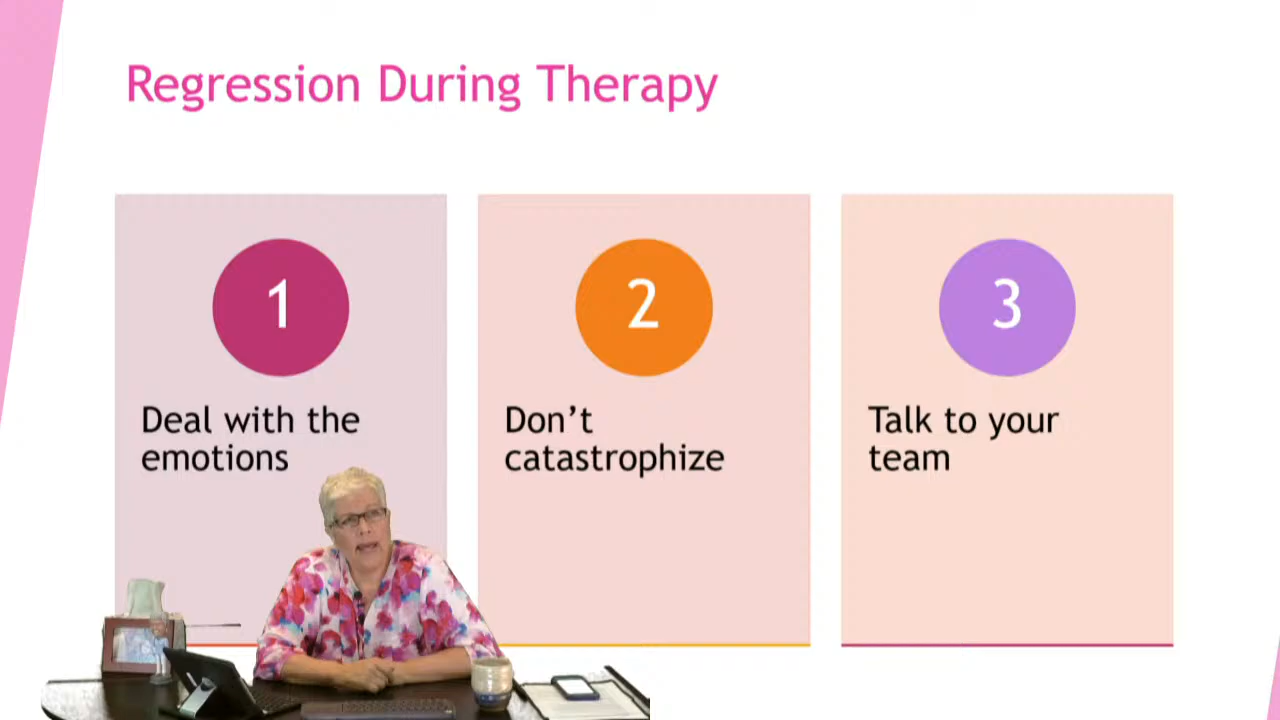 Regression During Therapy
1
Deal with the
emotions
2
Don’t
catastrophize
3
Talk to your
team